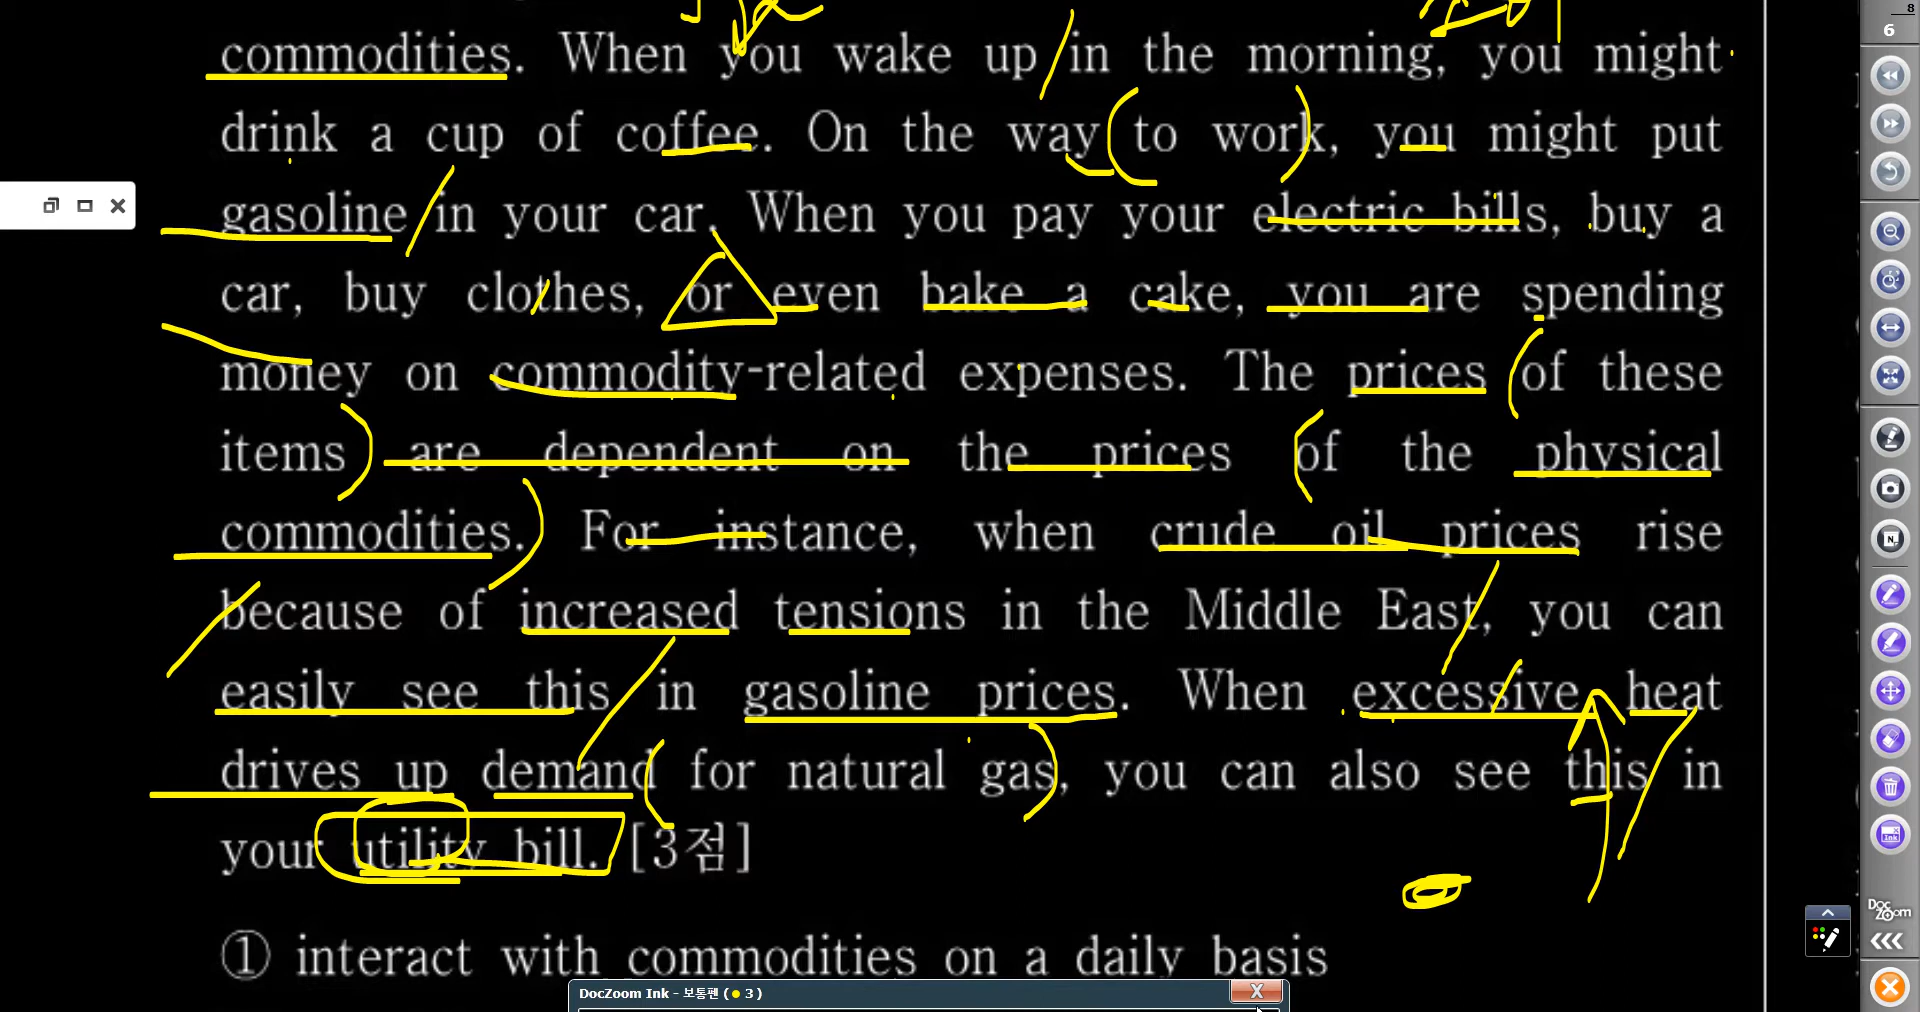 8
6
commodities. When you wake up in the morning, you might
drink a cup of coffee. On the way to work, you might put
gasoline in your car. When you pay your electric bills, buy a
car, buy clothes, or even bake a cake, you are spending
money on commodity-related expenses. The prices of these
items are dependent on the prices of the physical
commodities. For instance, when crude oil prices rise
because of increased tensions in the Middle East, you can
easily see this in gasoline prices. When excessive heat
drives up demand for natural gas, you can also see this in
your utility bill. [3점]
① interact with commodities on a daily basis
DocZoom Ink - 보통펜 ( 3 )
Doc
Zoom